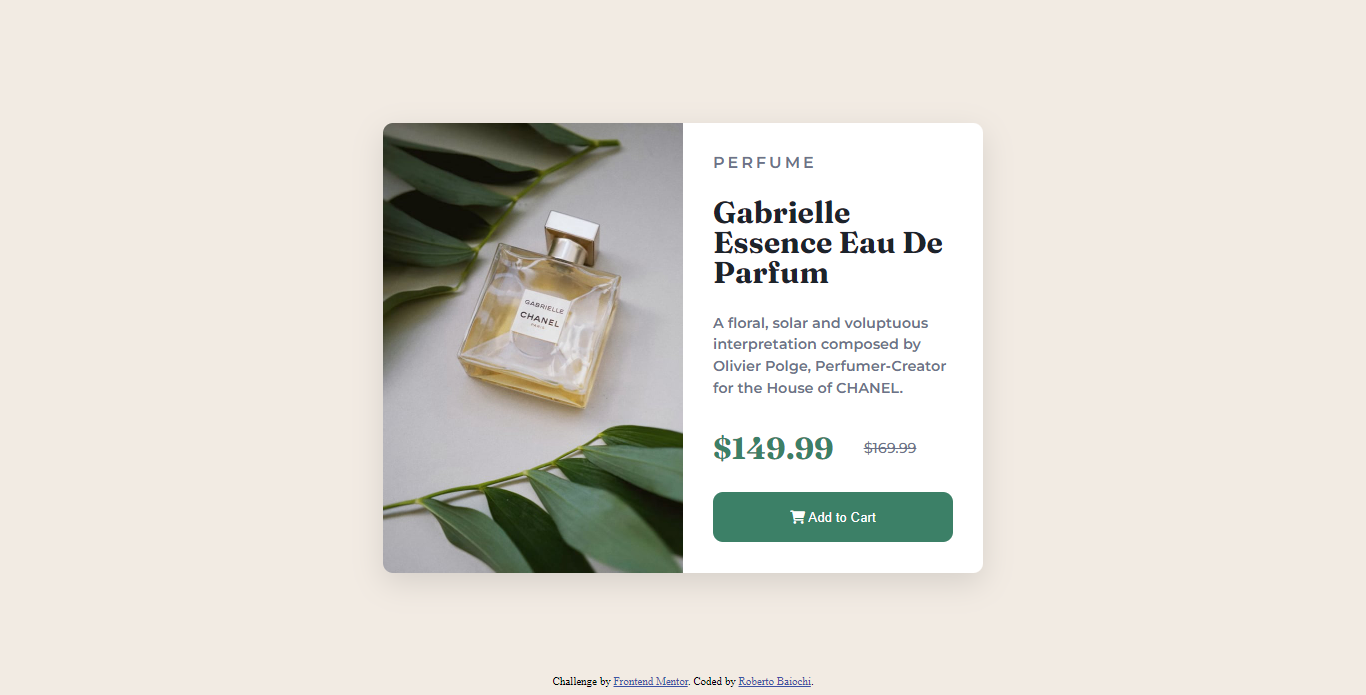 GABRIELLE
CHANEL
PARIS
PERFUME
Gabrielle
Essence Eau De
Parfum
A floral, solar and voluptuous
interpretation composed by
Olivier Polge, Perfumer-Creator
for the House of CHANEL.
$149.99 $169.99
Add to Cart
Challenge by Frontend Mentor. Coded by Roberto Baiochi.